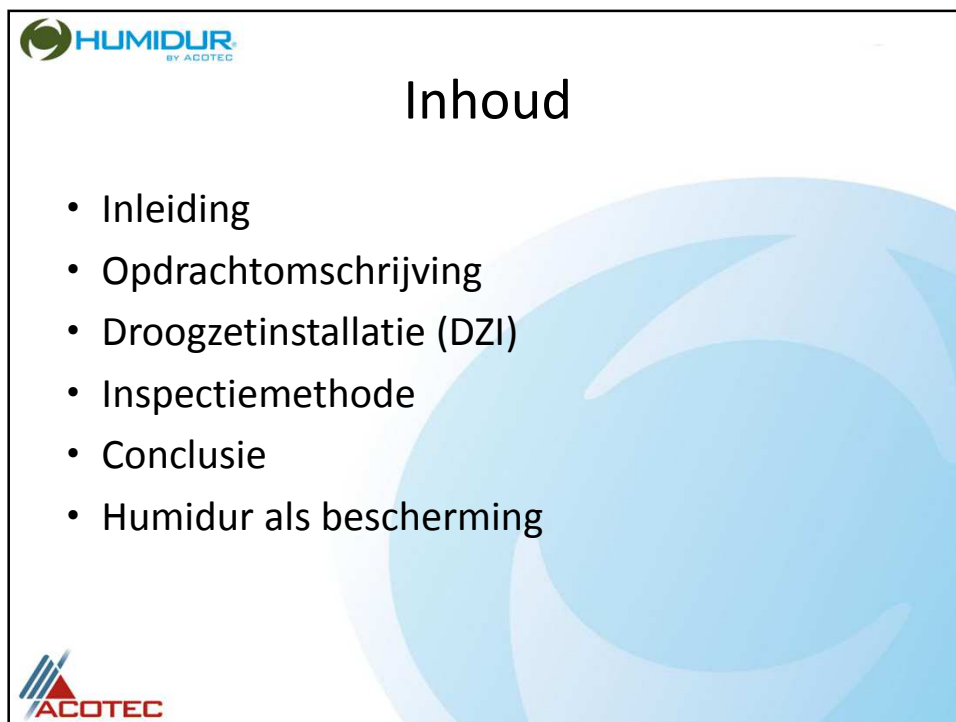 HUMIDUR®
BY ACOTEC
Inhoud
• Inleiding
• Opdrachtomschrijving
• Droogzetinstallatie (DZI)
• Inspectiemethode
• Conclusie
• Humidur als bescherming
ACOTEC